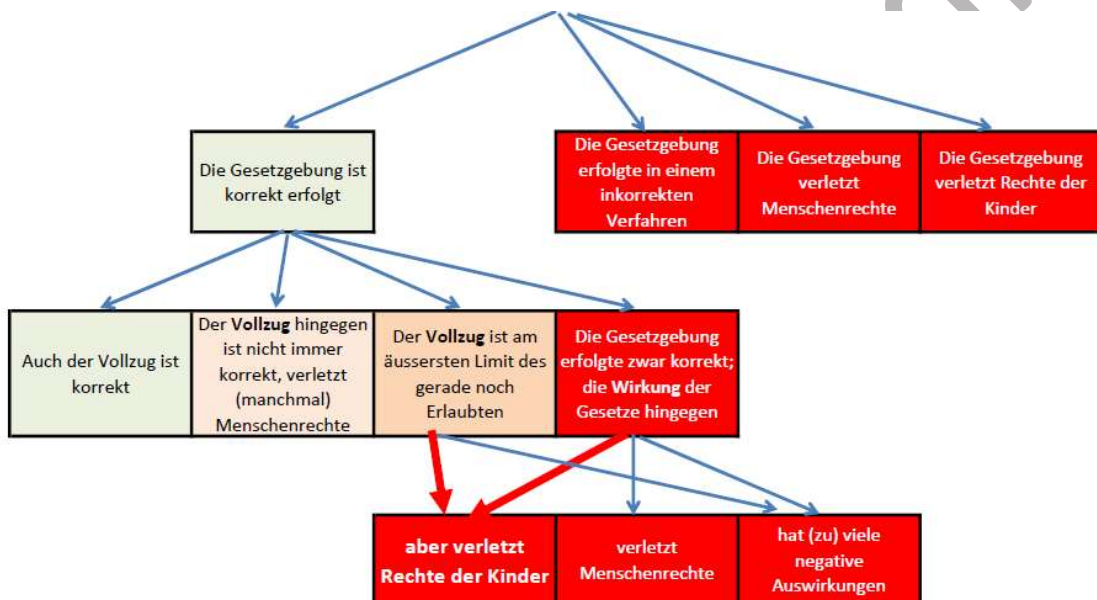 Die Gesetzgebung ist
korrekt erfolgt
Die Gesetzgebung
erfolgte in einem
inkorrekten
Verfahren
Die Gesetzgebung
verletzt
Menschenrechte
Die Gesetzgebung
verletzt Rechte der
Kinder
Auch der Vollzug ist
korrekt
Der Vollzug hingegen
ist nicht immer
korrekt, verletzt
(manchmal)
Menschenrechte
Der Vollzug ist am
äussersten Limit des
gerade noch
Erlaubten
Die Gesetzgebung
erfolgte zwar korrekt;
die Wirkung der
Gesetze hingegen
aber verletzt
Rechte der Kinder
verletzt
Menschenrechte
hat (zu) viele
negative
Auswirkungen